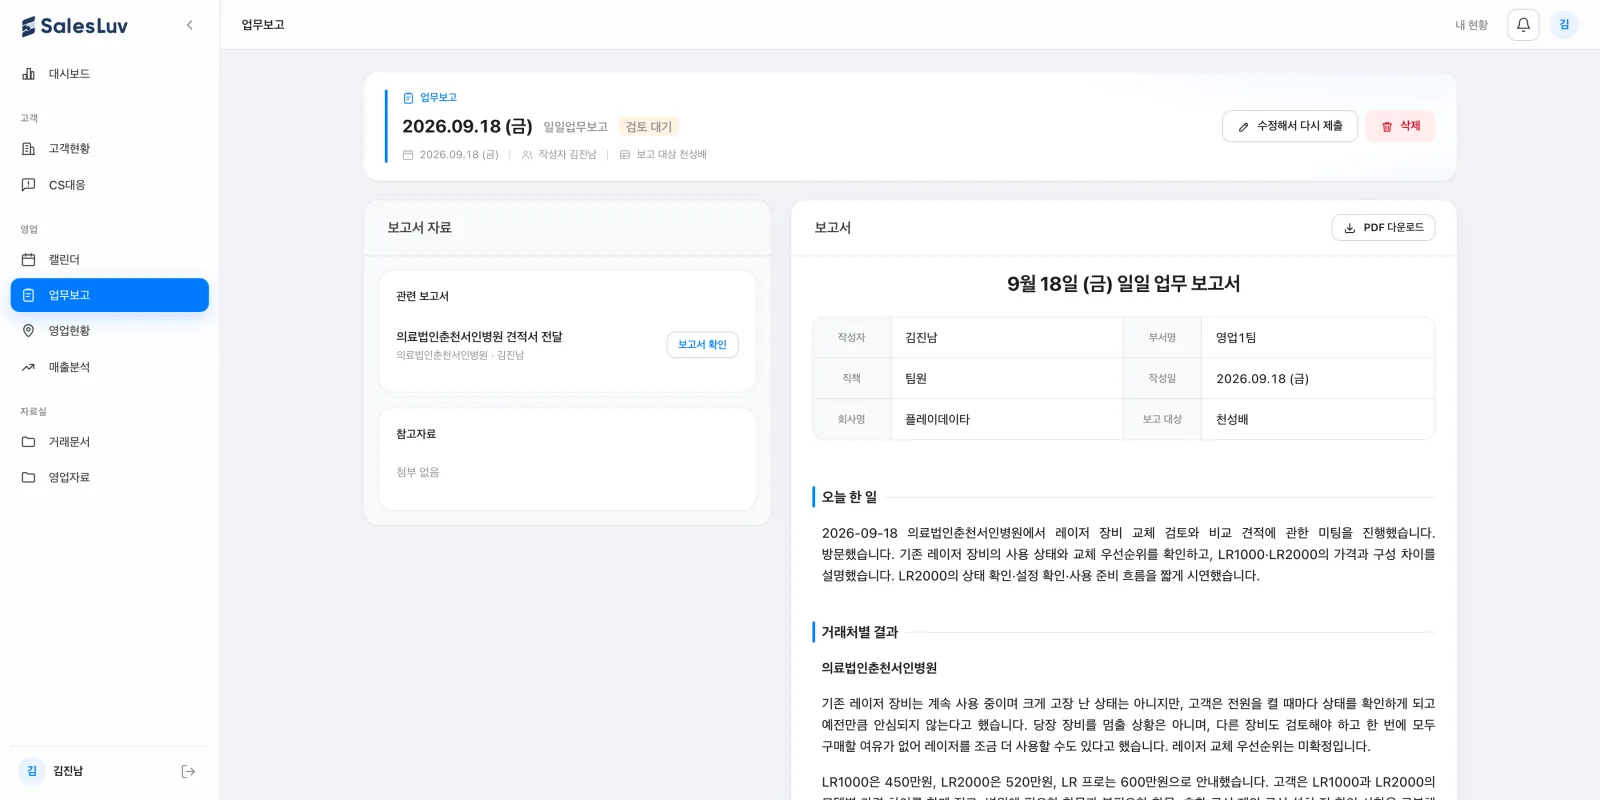 SalesLuv
대시보드
고객
고객현황
CS대응
영업
캘린더
업무보고
영업현황
매출분석
자료실
거래문서
영업자료
김 김진남
업무보고
내 현황
김
업무보고
2026.09.18 (금) 일일업무보고 검토 대기
2026.09.18 (금) 작성자 김진남 보고 대상 천성배
수정해서 다시 제출
삭제
보고서 자료
관련 보고서
의료법인춘천서인병원 견적서 전달
의료법인춘천서인병원 · 김진남
보고서 확인
참고자료
첨부 없음
보고서
PDF 다운로드
9월 18일 (금) 일일 업무 보고서
작성자 김진남 부서명 영업1팀
직책 팀원 작성일 2026.09.18 (금)
회사명 플레이데이타 보고 대상 천성배
오늘 한 일
2026-09-18 의료법인춘천서인병원에서 레이저 장비 교체 검토와 비교 견적에 관한 미팅을 진행했습니다.
방문했습니다. 기존 레이저 장비의 사용 상태와 교체 우선순위를 확인하고, LR1000·LR2000의 가격과 구성 차이를
설명했습니다. LR2000의 상태 확인·설정 확인·사용 준비 흐름을 짧게 시연했습니다.
거래처별 결과
의료법인춘천서인병원
기존 레이저 장비는 계속 사용 중이며 크게 고장 난 상태는 아니지만, 고객은 전원을 켤 때마다 상태를 확인하게 되고
예전만큼 안심되지 않는다고 했습니다. 당장 장비를 멈출 상황은 아니며, 다른 장비도 검토해야 하고 한 번에 모두
구매할 여유가 없어 레이저를 조금 더 사용할 수도 있다고 했습니다. 레이저 교체 우선순위는 미확정입니다.
LR1000은 450만원, LR2000은 520만원, LR 프로는 600만원으로 안내했습니다. 고객은 LR1000과 LR2000의